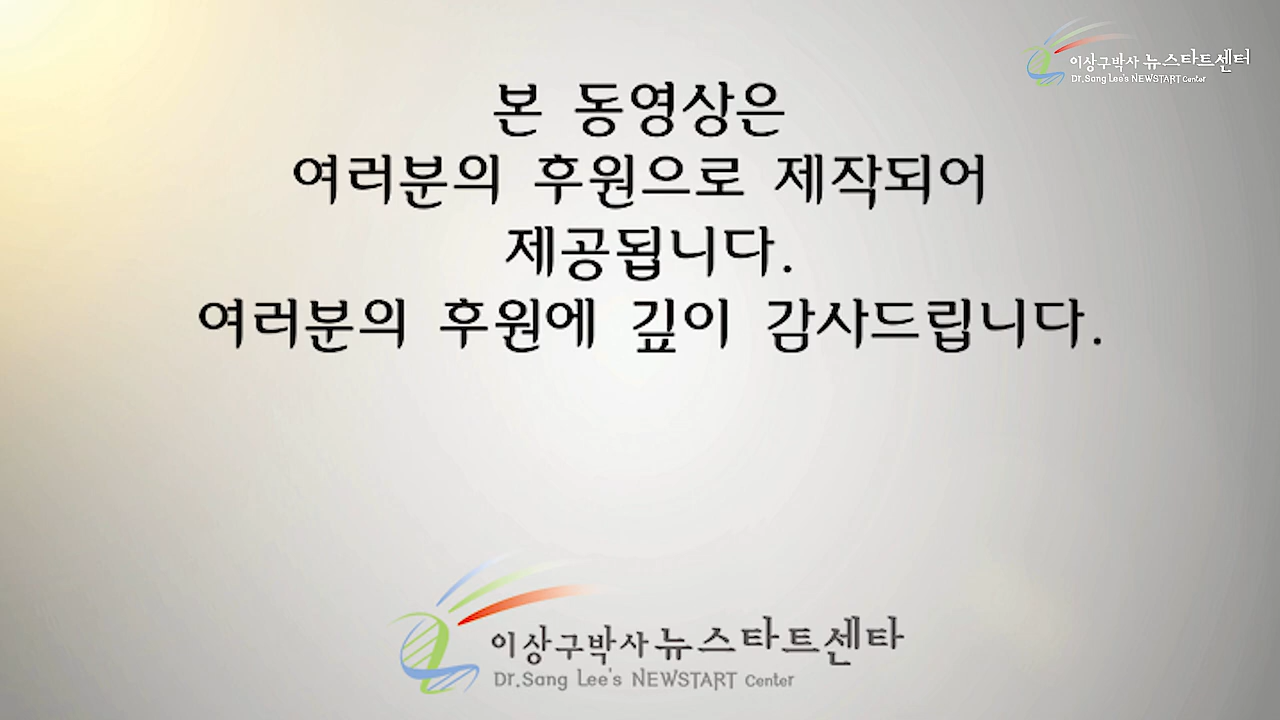 이상구박사 뉴스타트센터
Dr.Sang Lee's NEWSTART Center
본 동영상은
여러분의 후원으로 제작되어
제공됩니다.
여러분의 후원에 깊이 감사드립니다.
이상구박사 뉴스타트센타
Dr.Sang Lee's NEWSTART Center